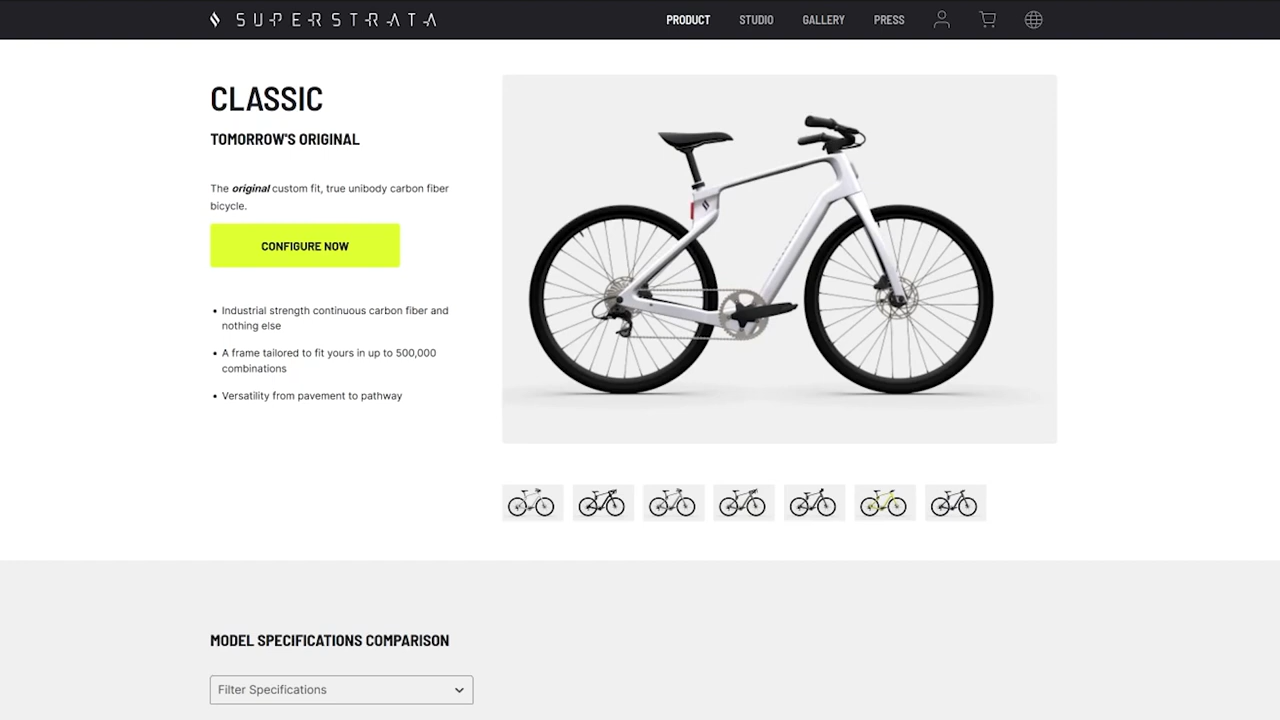 SUPERSTRATA
PRODUCT
STUDIO
GALLERY
PRESS
CLASSIC
TOMORROW'S ORIGINAL
The original custom fit, true unibody carbon fiber
bicycle.
CONFIGURE NOW
• Industrial strength continuous carbon fiber and
nothing else
• A frame tailored to fit yours in up to 500,000
combinations
• Versatility from pavement to pathway
MODEL SPECIFICATIONS COMPARISON
Filter Specifications